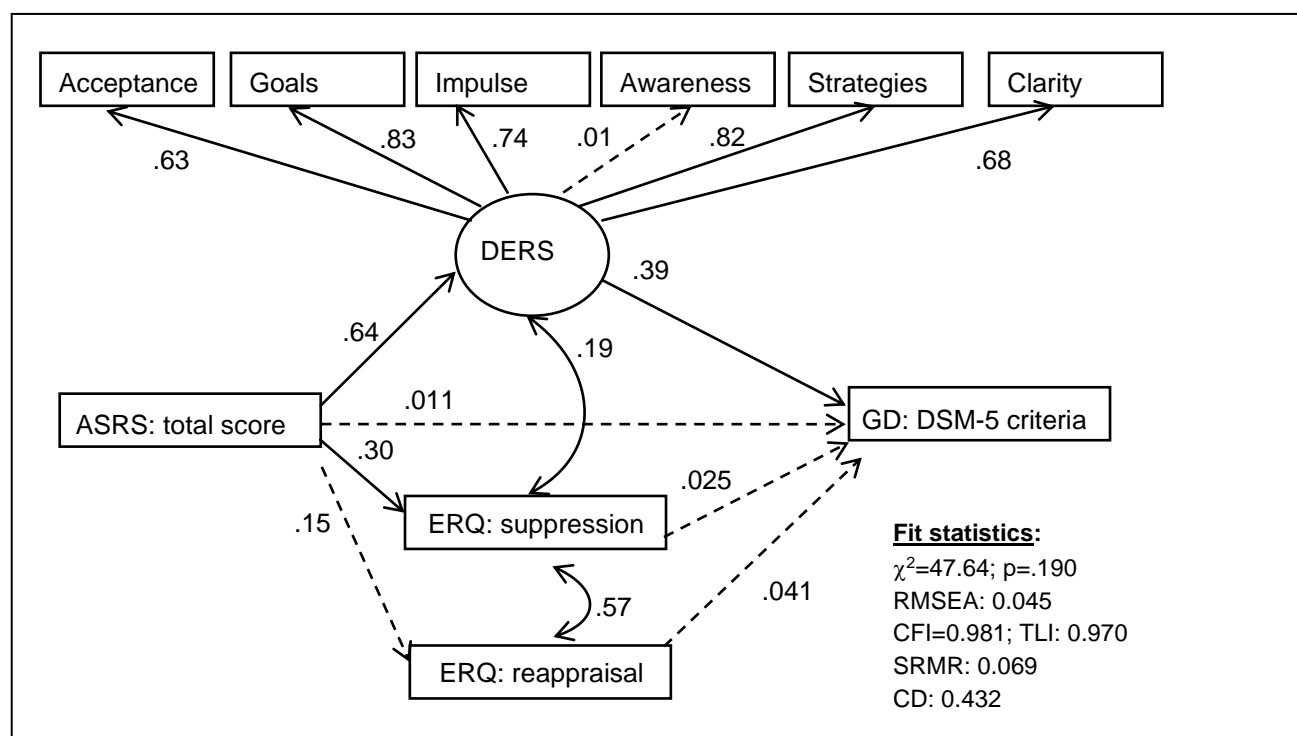 Acceptance Goals Impulse Awareness Strategies Clarity
.63 .83 .74 .01 .82 .68
DERS
.39
.64
.19
.011
ASRS: total score
GD: DSM-5 criteria
.30
.025
.15
ERQ: suppression
.041
.57
ERQ: reappraisal
Fit statistics:
χ²=47.64; p=.190
RMSEA: 0.045
CFI=0.981; TLI: 0.970
SRMR: 0.069
CD: 0.432